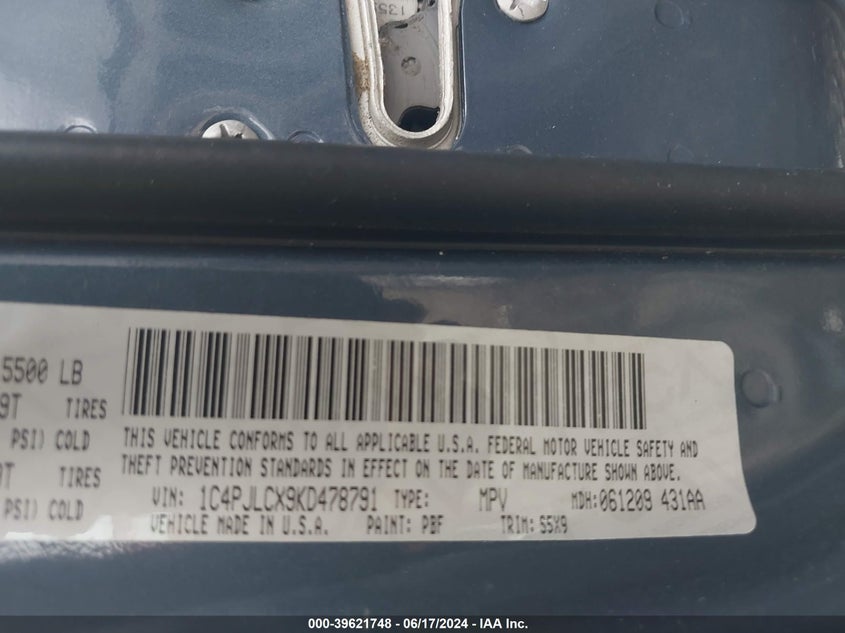 135
5500 LB
9T TIRES
PSI) COLD
THIS VEHICLE CONFORMS TO ALL APPLICABLE U.S.A. FEDERAL MOTOR VEHICLE SAFETY AND
THEFT PREVENTION STANDARDS IN EFFECT ON THE DATE OF MANUFACTURE SHOWN ABOVE.
TIRES
PSI) COLD
VIN: 1C4PJLCX9KD478791 TYPE: MPV MDH: 061209 431AA
VEHICLE MADE IN U.S.A. PAINT: PBF TRIM: S5X9
000-39621748 - 06/17/2024 - IAA Inc.